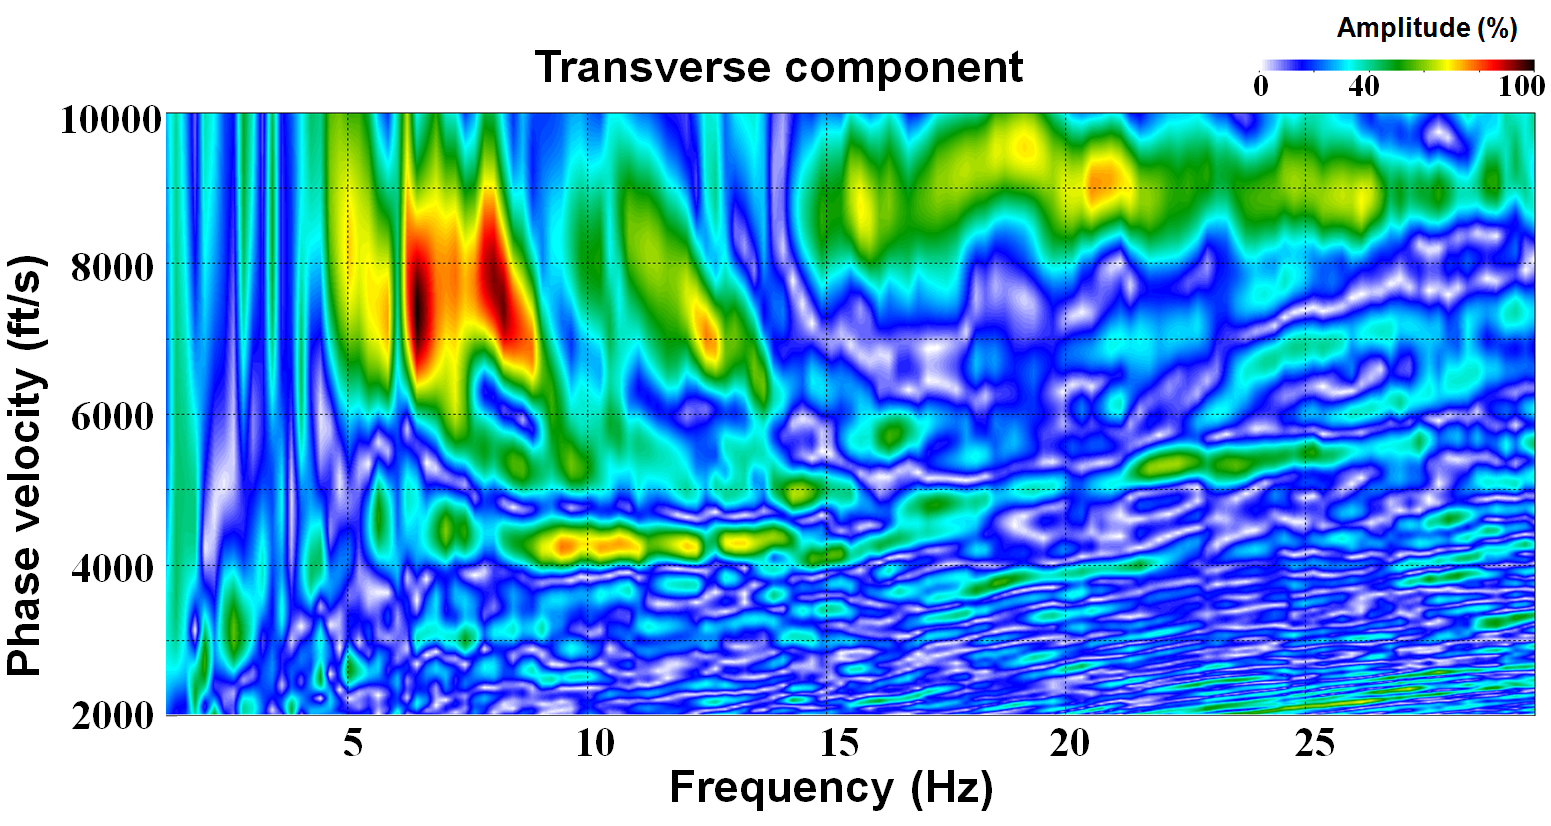 Amplitude (%)
Transverse component
0 40 100
10000
8000
6000
4000
2000
Phase velocity (ft/s)
5 10 15 20 25
Frequency (Hz)